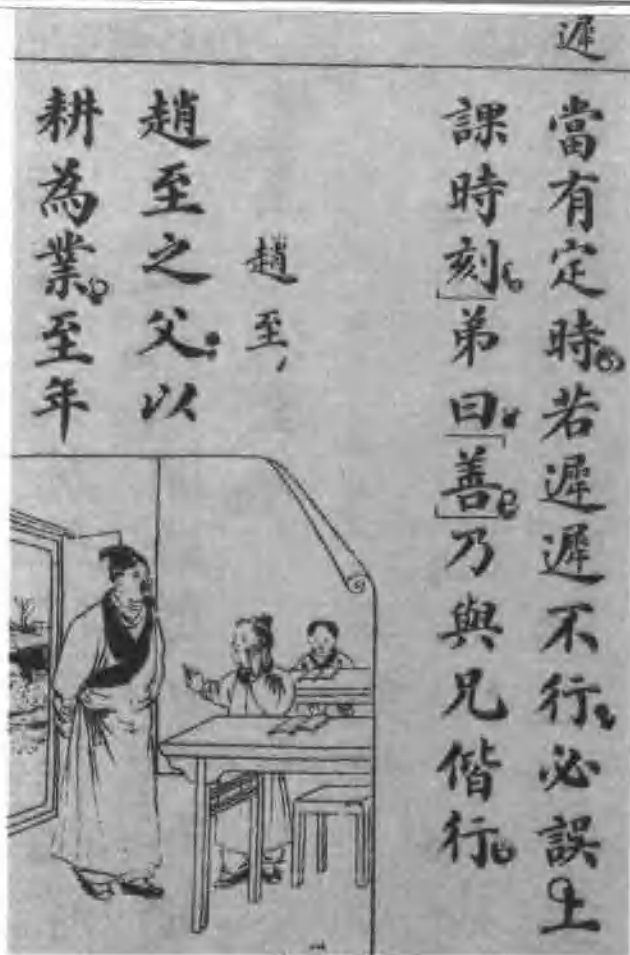 遲
當有定時若遲遲不行必誤上
課時刻弟曰善乃與兄偕行
趙至
趙至之父以
耕為業至年